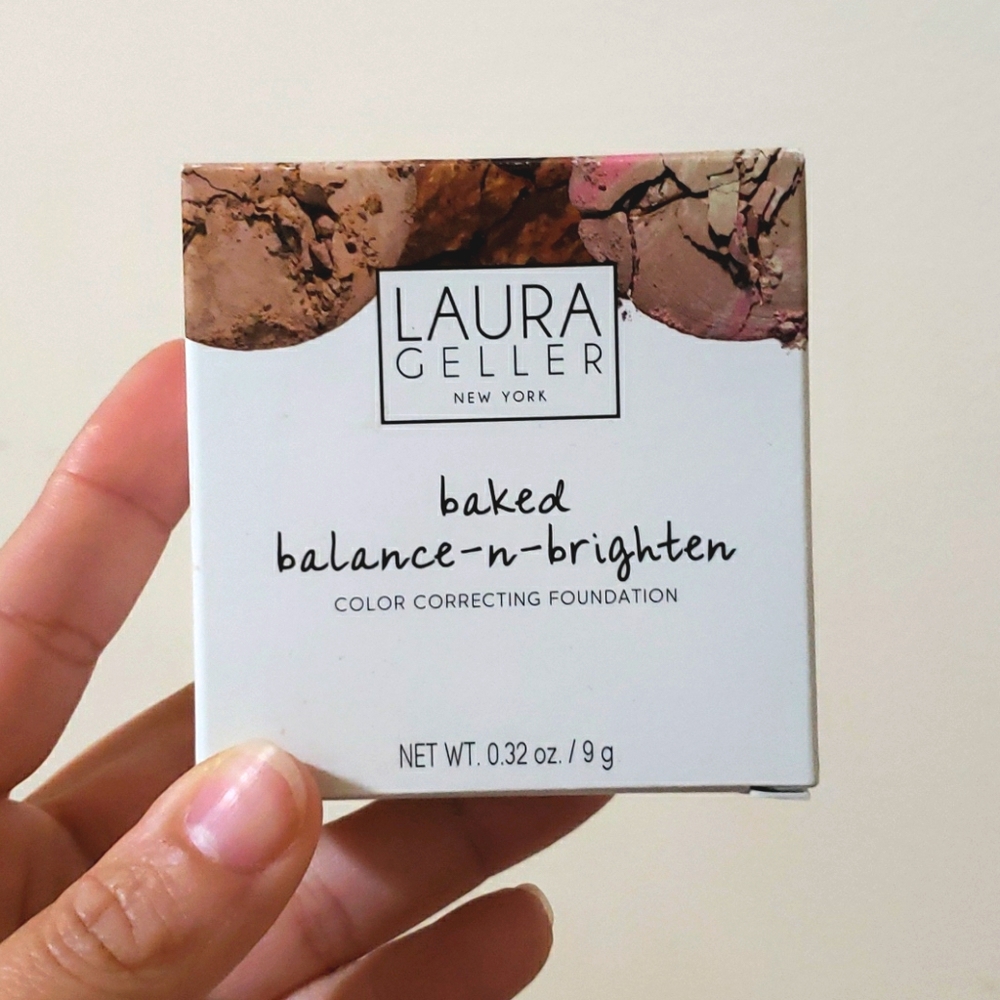 LAURA
GELLER
NEW YORK
baked
balance-n-brighten
COLOR CORRECTING FOUNDATION
NET WT. 0.32 oz. / 9 g